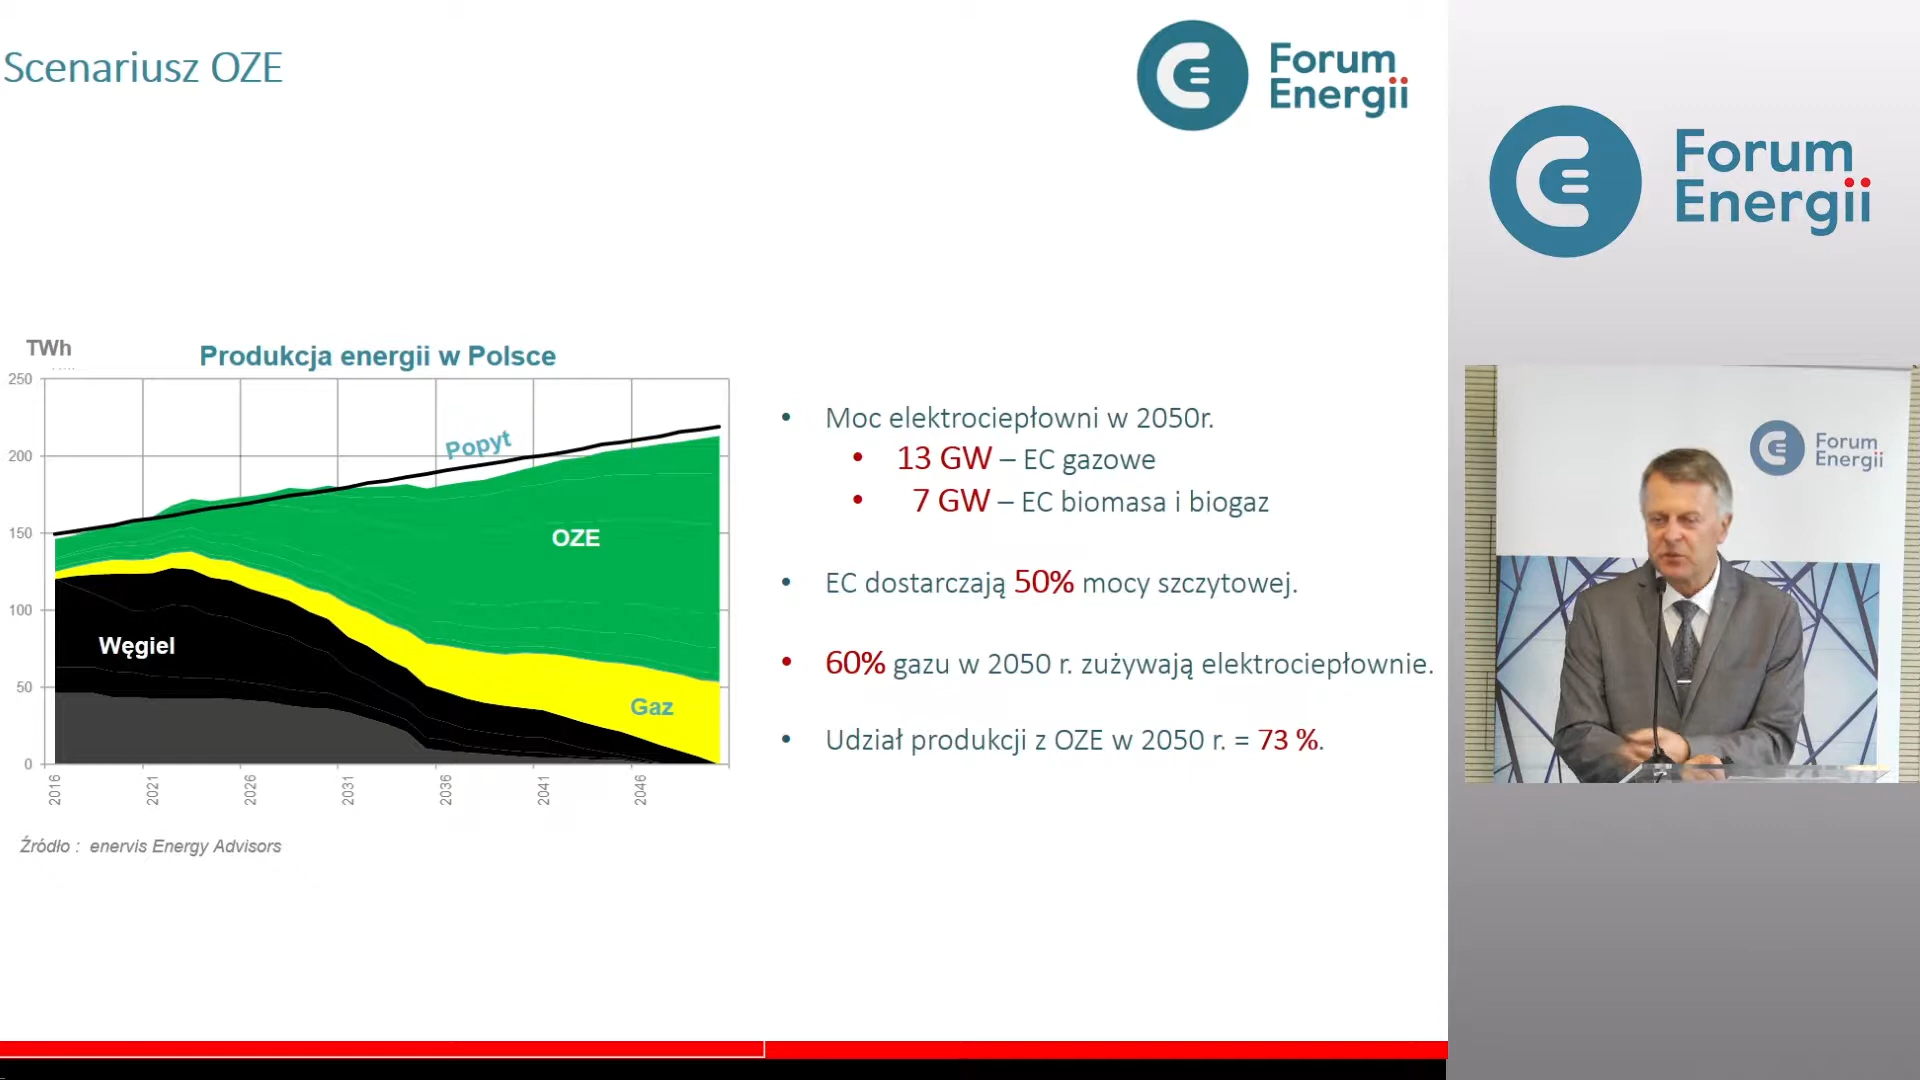 Scenariusz OZE
Forum
Energii
Forum
Energii
TWh
Produkcja energii w Polsce
250
200
150
100
50
0
Popyt
OZE
Węgiel
Gaz
2016
2021
2026
2031
2036
2041
2046
Źródło : enervis Energy Advisors
• Moc elektrociepłowni w 2050r.
• 13 GW – EC gazowe
• 7 GW – EC biomasa i biogaz
• EC dostarczają 50% mocy szczytowej.
• 60% gazu w 2050 r. zużywają elektrociepłownie.
• Udział produkcji z OZE w 2050 r. = 73 %.
Forum
Energii